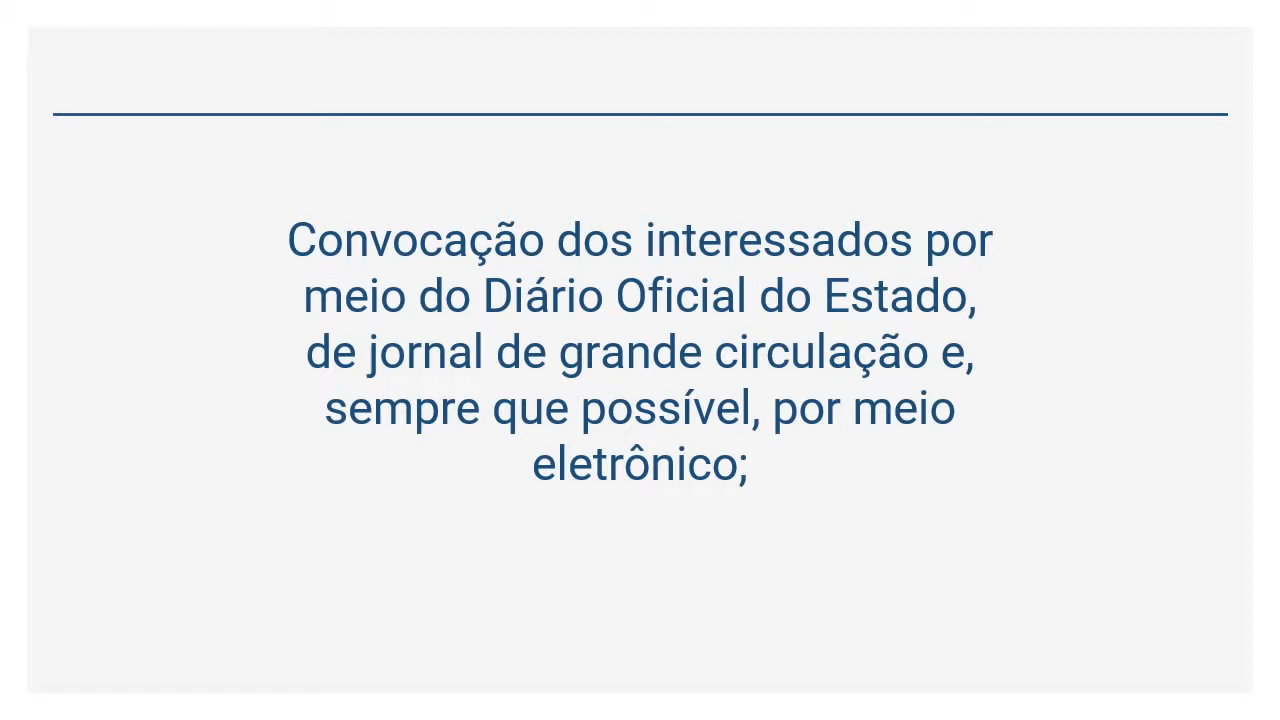 Convocação dos interessados por
meio do Diário Oficial do Estado,
de jornal de grande circulação e,
sempre que possível, por meio
eletrônico;